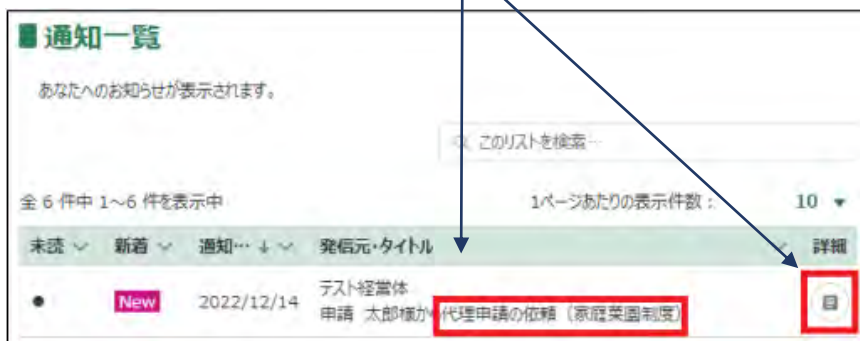 通知一覧
あなたへのお知らせが表示されます。
このリストを検索…
全 6 件中 1~6 件を表示中
1ページあたりの表示件数：
10
未読
新着
通知…
発信元・タイトル
詳細
New
2022/12/14
テスト経営体
申請 太郎様から代理申請の依頼（家庭菜園制度）